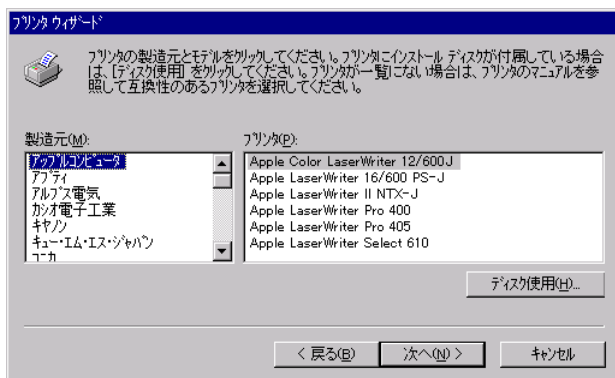 プリンタ ウィザード
プリンタの製造元とモデルをクリックしてください。プリンタにインストール ディスクが付属している場合
は、[ディスク使用] をクリックしてください。プリンタが一覧にない場合は、プリンタのマニュアルを参
照して互換性のあるプリンタを選択してください。
製造元(M):
アップルコンピュータ
アプティ
アルプス電気
カシオ電子工業
キヤノン
キュー・エム・エス・ジャパン
コニカ
プリンタ(P):
Apple Color LaserWriter 12/600J
Apple LaserWriter 16/600 PS-J
Apple LaserWriter II NTX-J
Apple LaserWriter Pro 400
Apple LaserWriter Pro 405
Apple LaserWriter Select 610
ディスク使用(H)...
< 戻る(B)
次へ(N) >
キャンセル